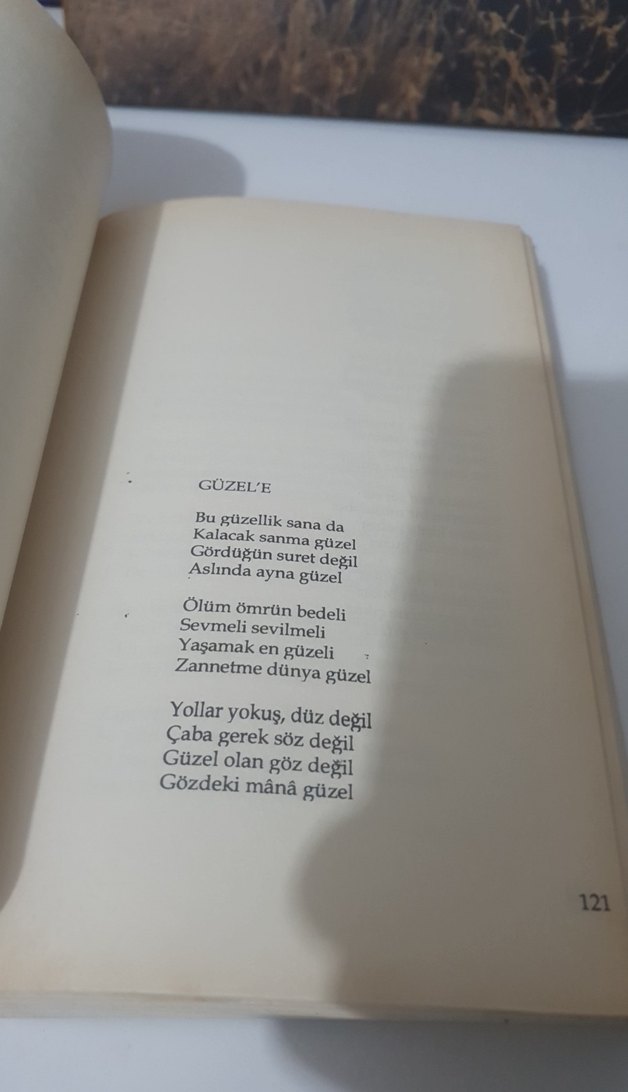 GÜZEL'E
Bu güzellik sana da
Kalacak sanma güzel
Gördüğün suret değil
Aslında ayna güzel
Ölüm ömrün bedeli
Sevmeli sevilmeli
Yaşamak en güzeli
Zannetme dünya güzel
Yollar yokuş, düz değil
Çaba gerek söz değil
Güzel olan göz değil
Gözdeki mânâ güzel
121